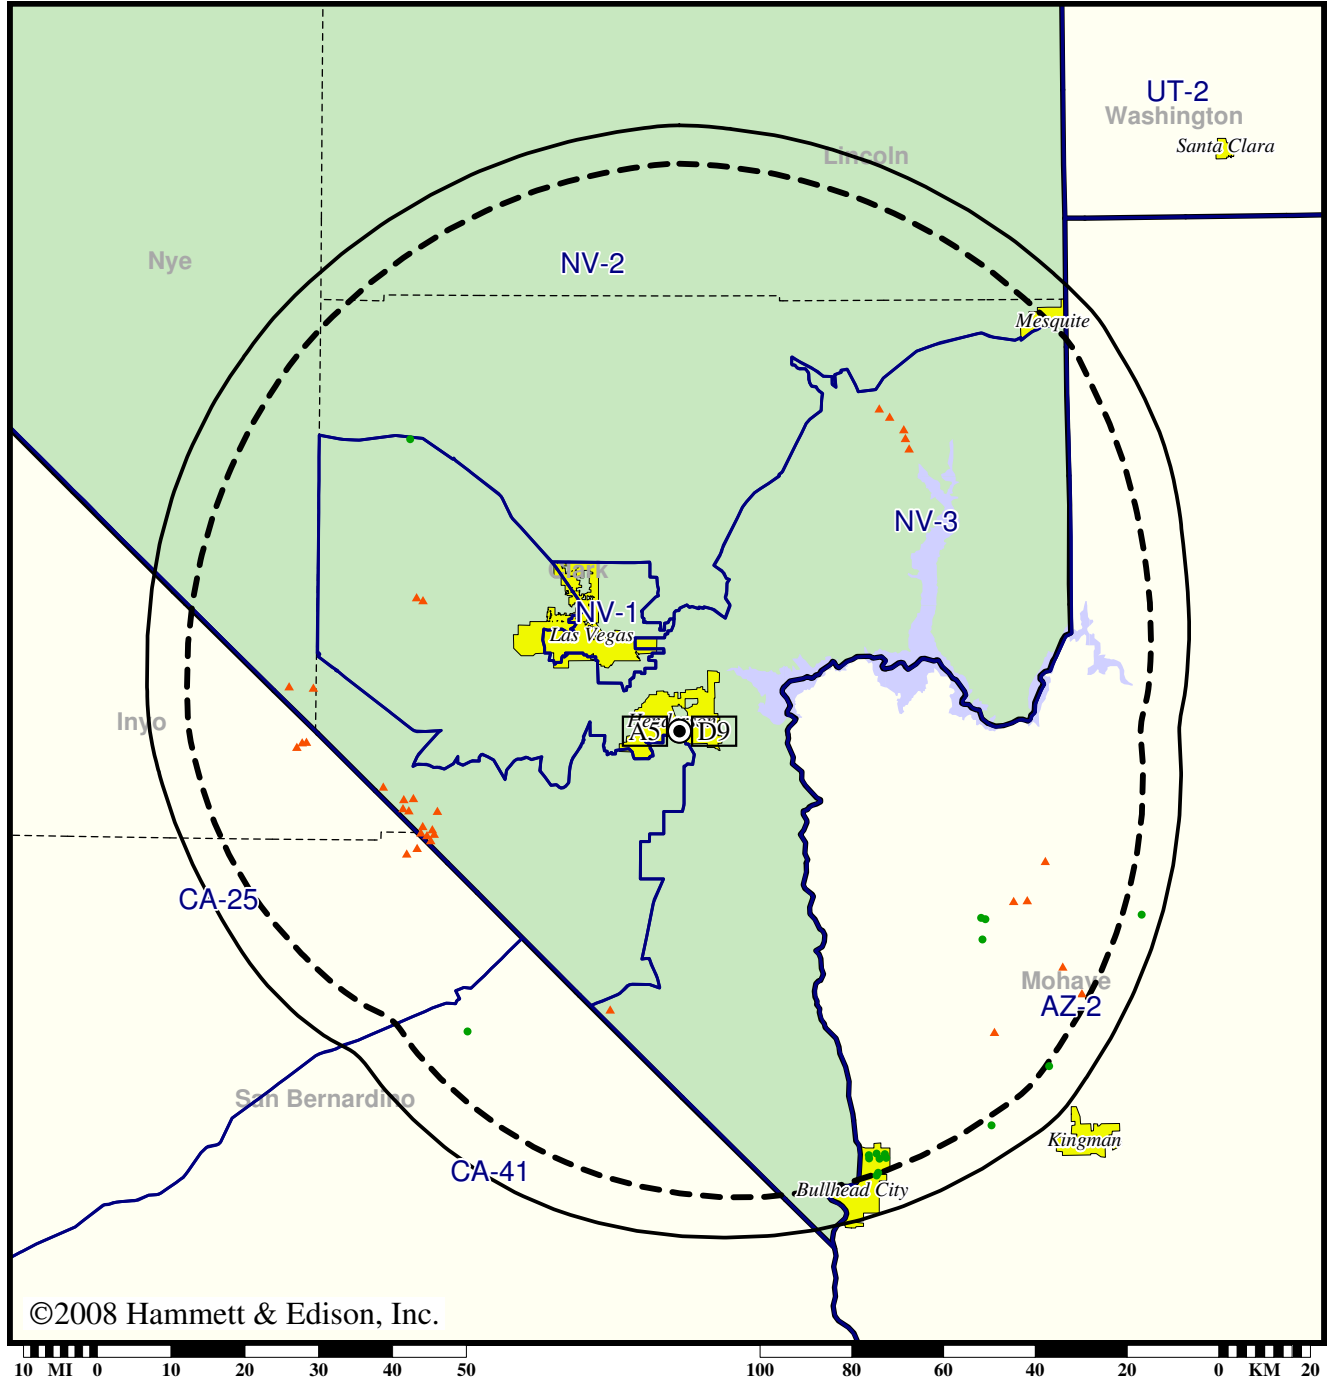 UT-2
Washington
Santa Clara
Lincoln
Nye
NV-2
Mesquite
NV-3
Clark
NV-1
Las Vegas
Henderson
A5 D9
Inyo
CA-25
Mohave
AZ-2
San Bernardino
Kingman
CA-41
Bullhead City
©2008 Hammett & Edison, Inc.
10 MI 0 10 20 30 40 50 100 80 60 40 20 0 KM 20